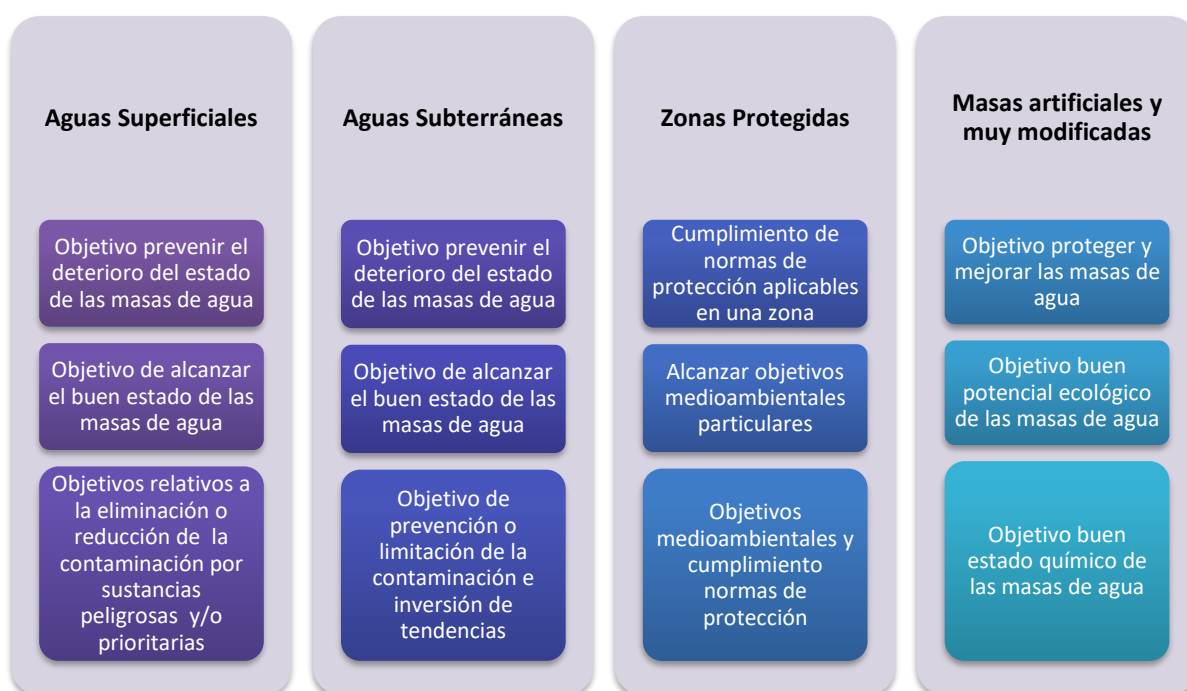 Aguas Superficiales
Objetivo prevenir el
deterioro del estado
de las masas de agua
Objetivo de alcanzar
el buen estado de las
masas de agua
Objetivos relativos a
la eliminación o
reducción de la
contaminación por
sustancias
peligrosas y/o
prioritarias
Aguas Subterráneas
Objetivo prevenir el
deterioro del estado
de las masas de agua
Objetivo de alcanzar
el buen estado de las
masas de agua
Objetivo de
prevención o
limitación de la
contaminación e
inversión de
tendencias
Zonas Protegidas
Cumplimiento de
normas de
protección aplicables
en una zona
Alcanzar objetivos
medioambientales
particulares
Objetivos
medioambientales y
cumplimiento
normas de
protección
Masas artificiales y
muy modificadas
Objetivo proteger y
mejorar las masas de
agua
Objetivo buen
potencial ecológico
de las masas de agua
Objetivo buen
estado químico de
las masas de agua